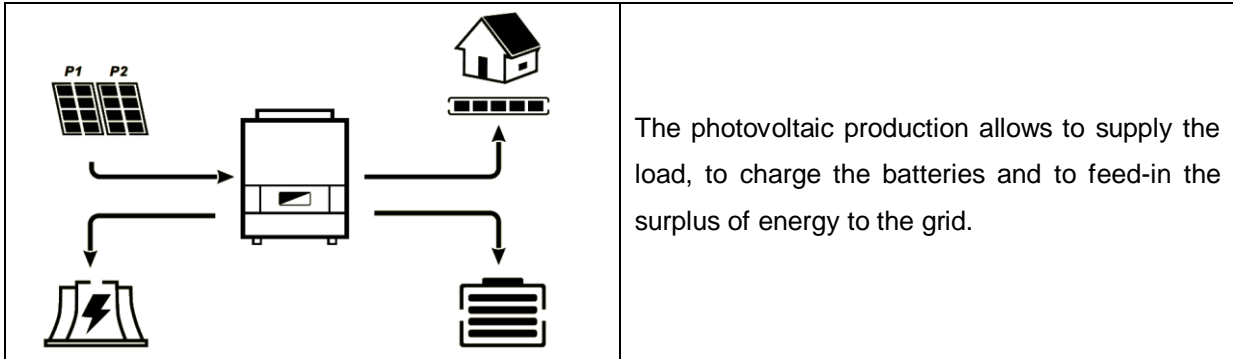 P1 P2
The photovoltaic production allows to supply the
load, to charge the batteries and to feed-in the
surplus of energy to the grid.